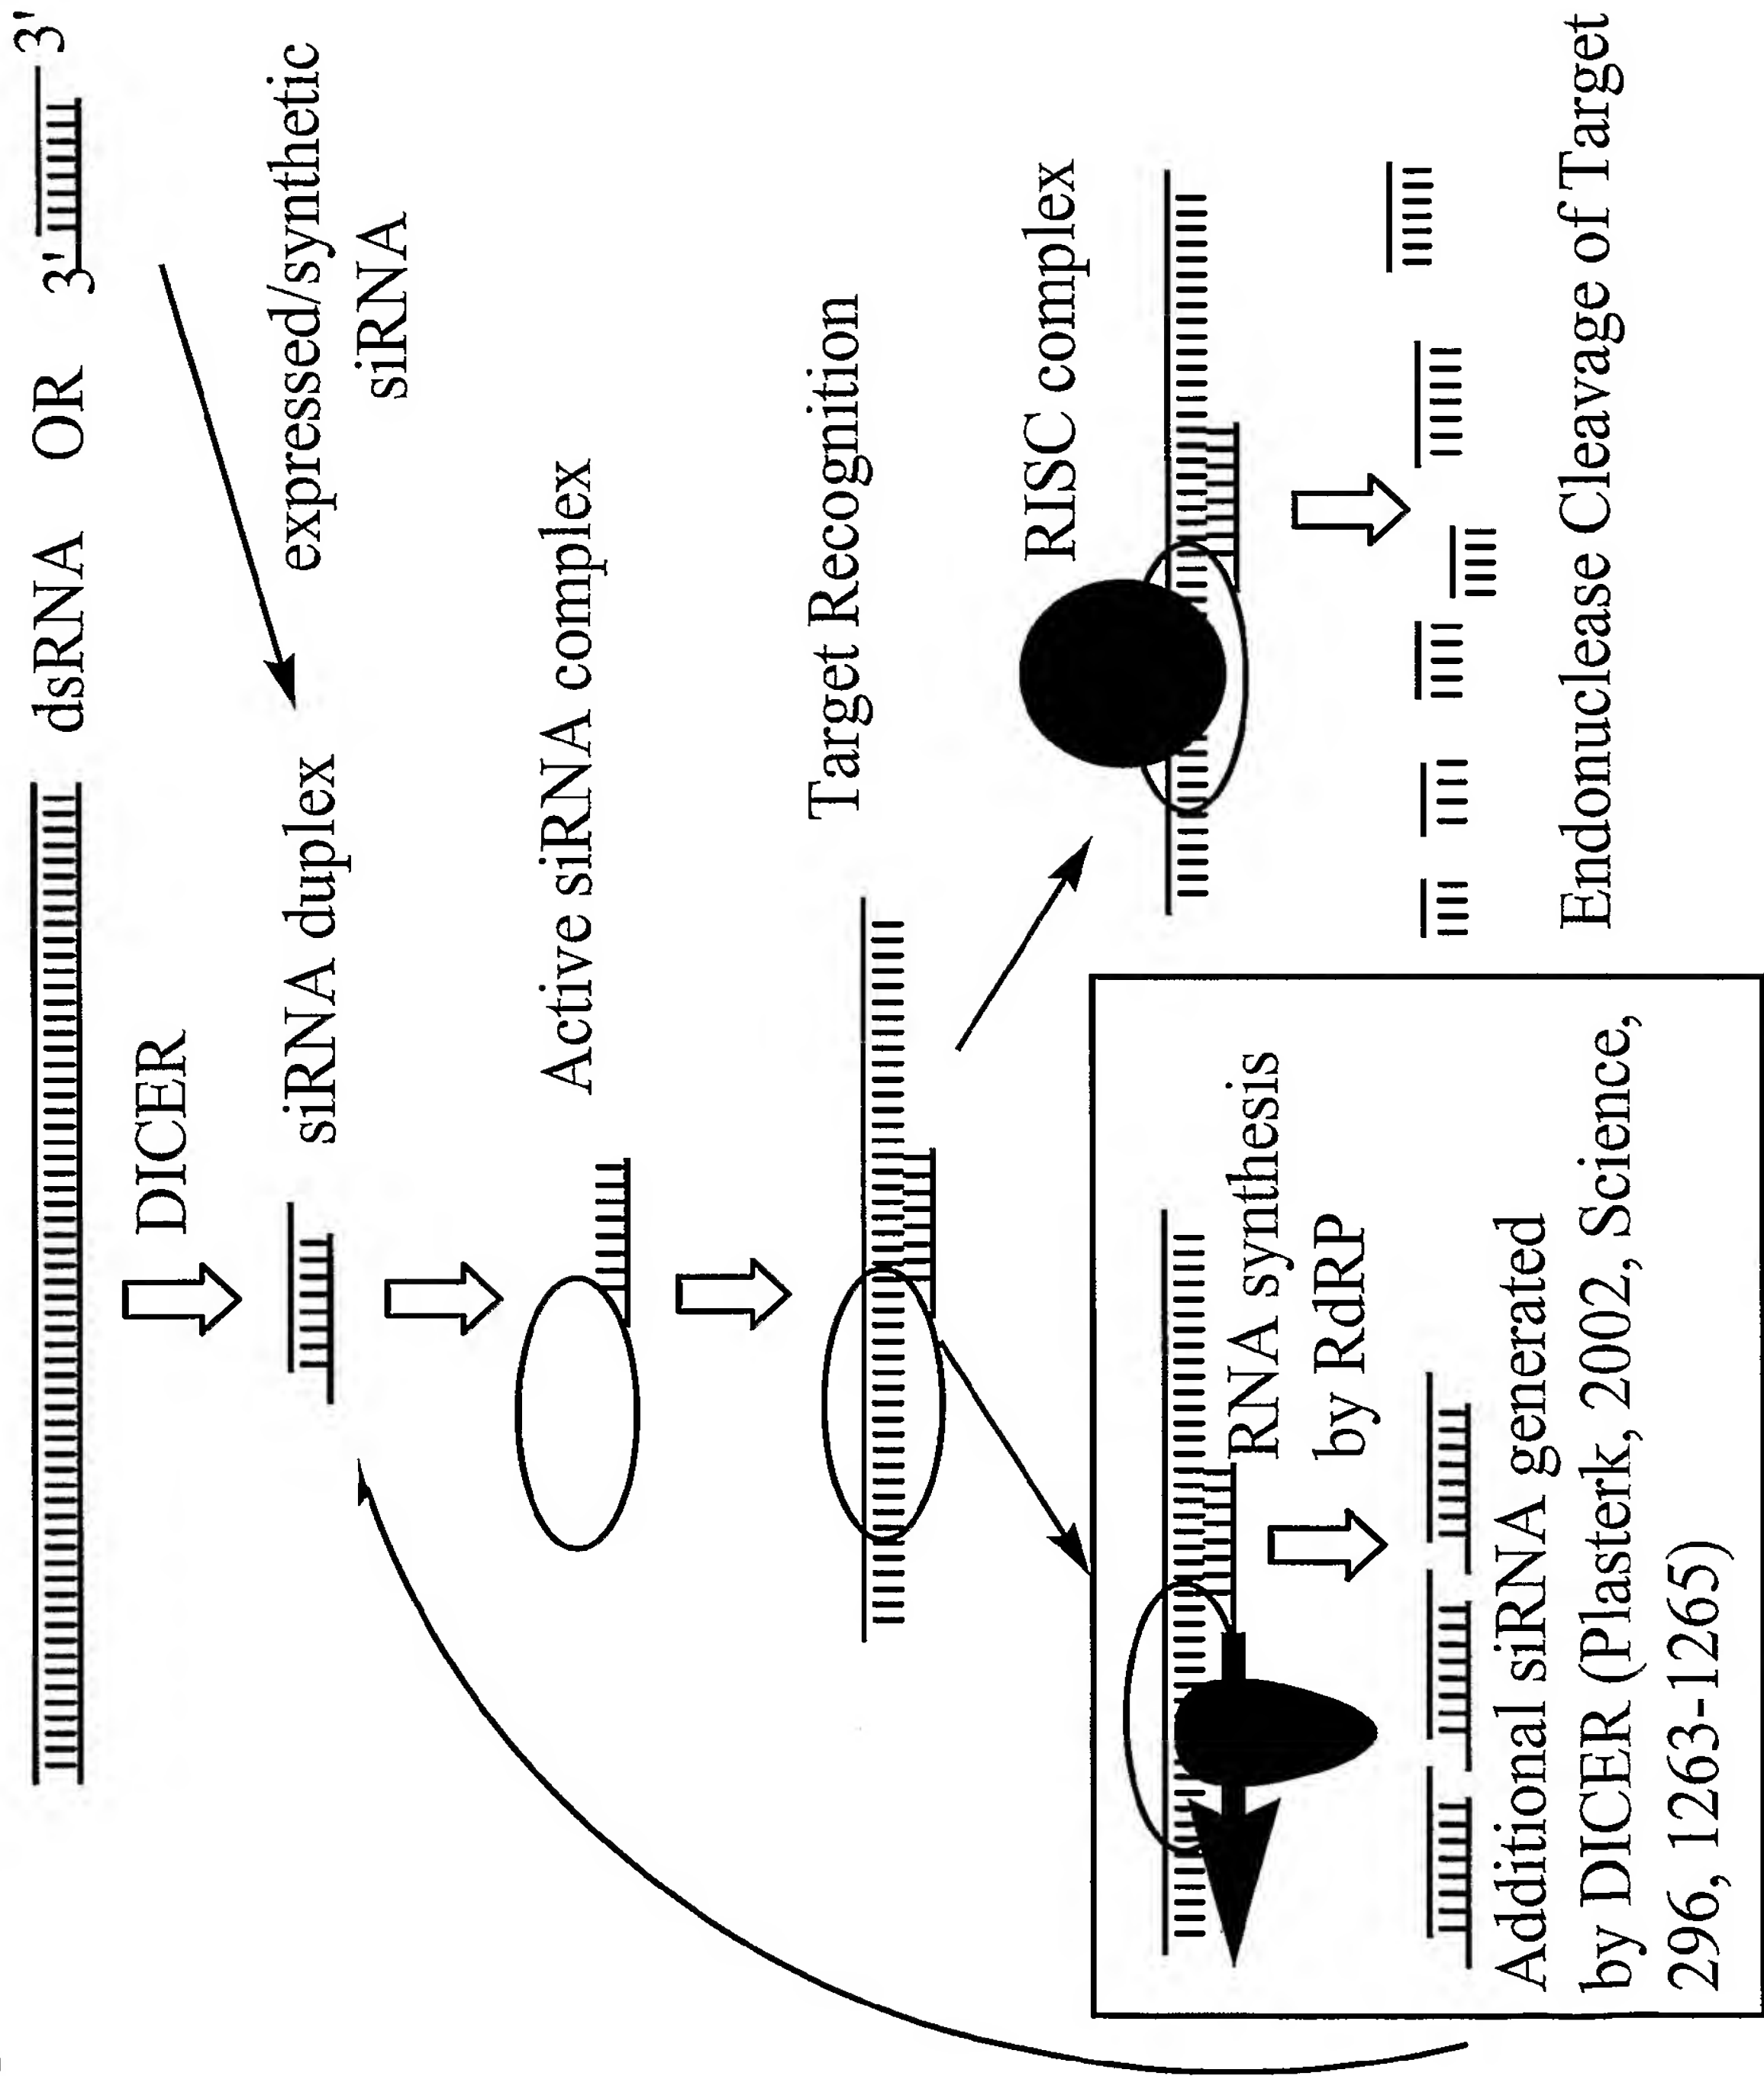 dsRNA OR 3' 3'
DICER
siRNA duplex
expressed/synthetic
siRNA
Active siRNA complex
Target Recognition
RISC complex
RNA synthesis
by RdRP
Additional siRNA generated
by DICER (Plasterk, 2002, Science,
296, 1263-1265)
Endonuclease Cleavage of Target